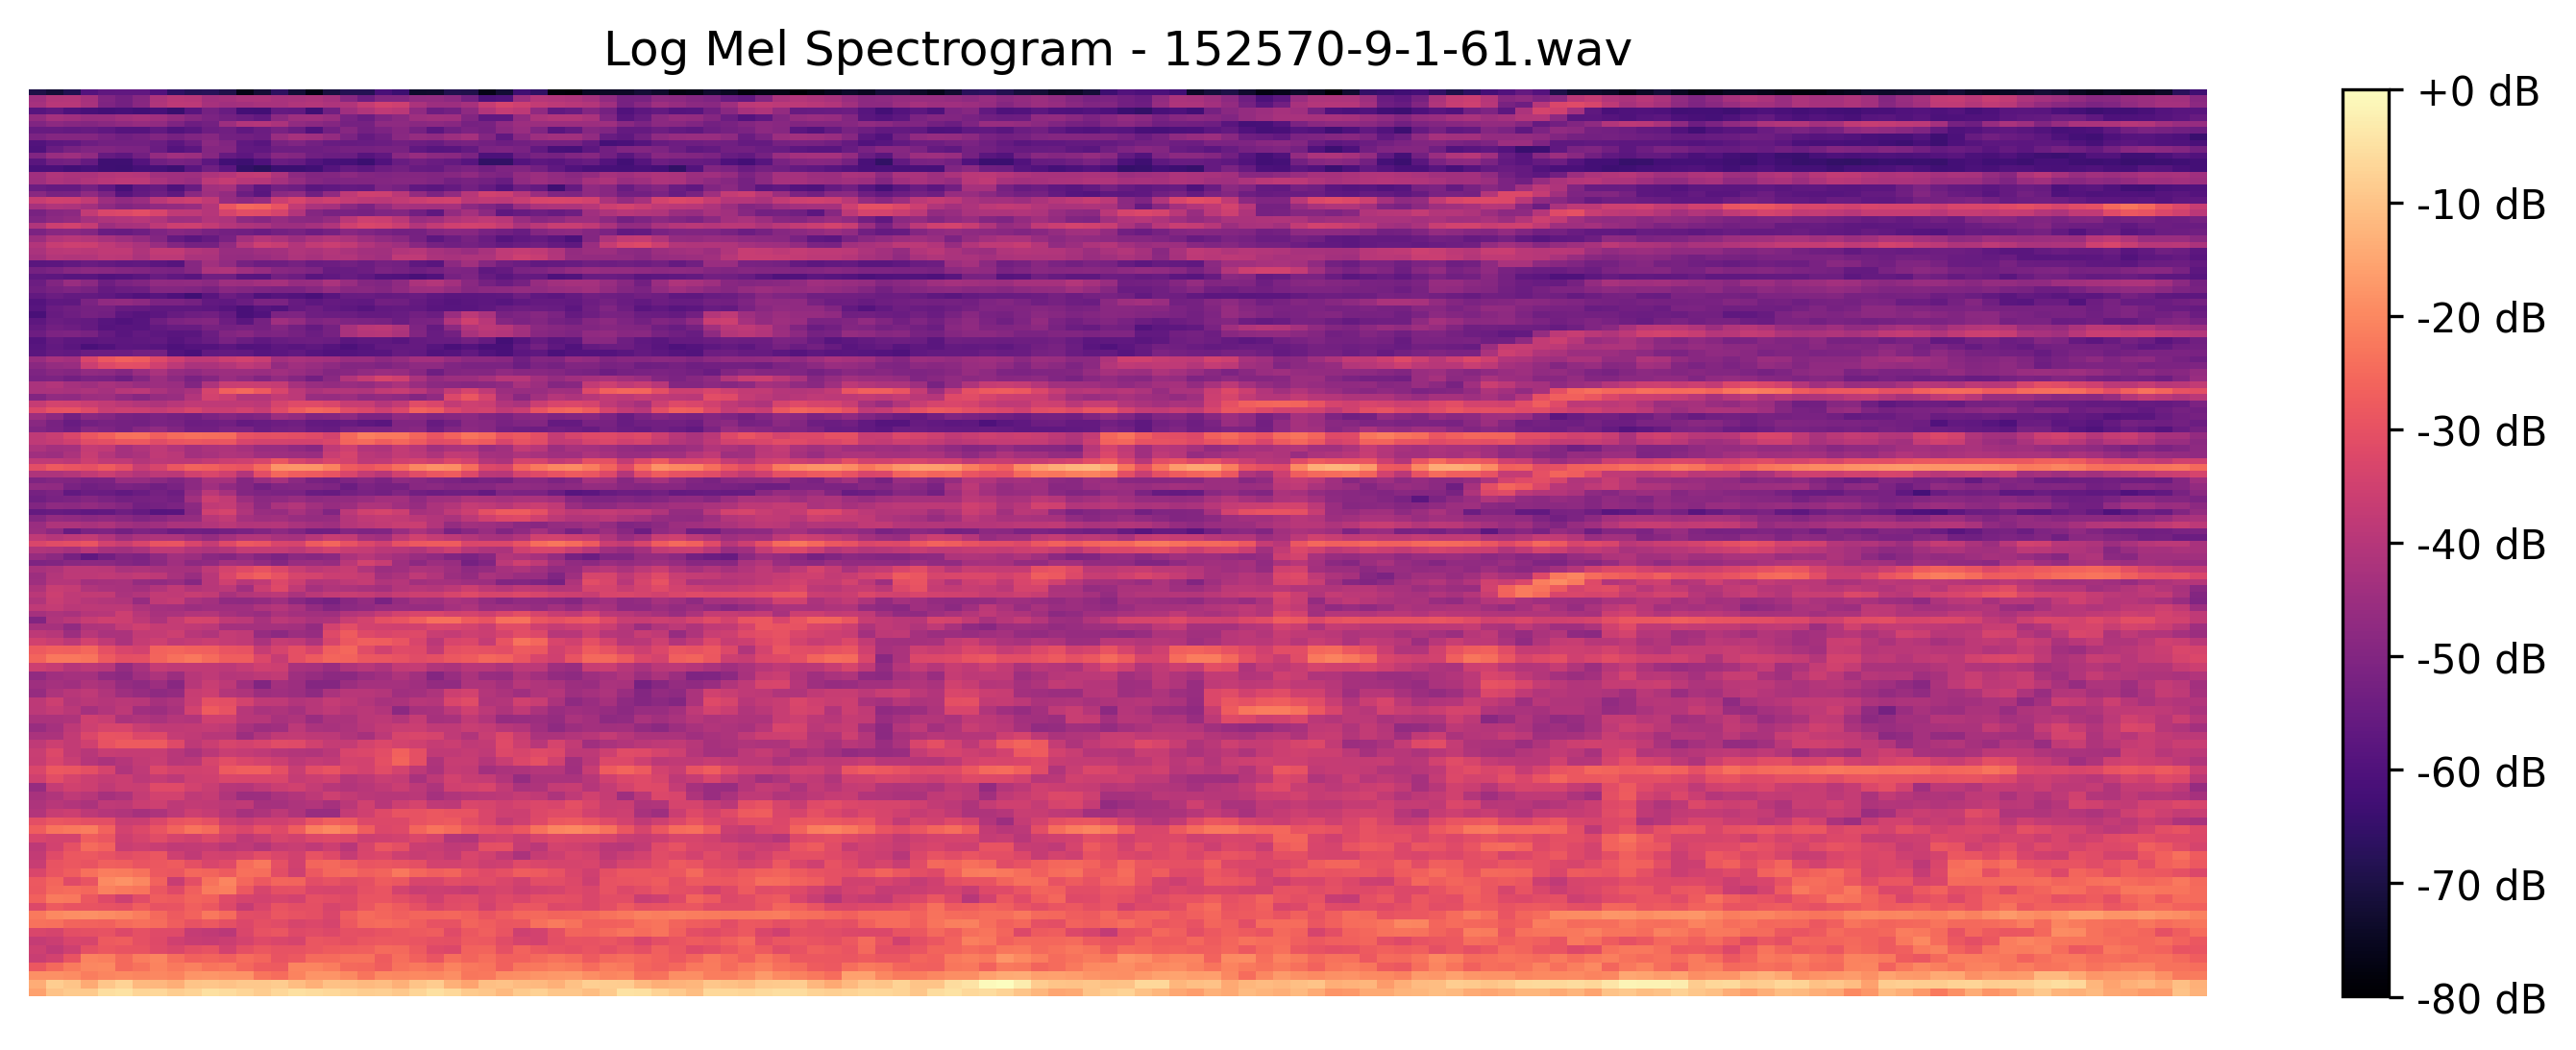 Log Mel Spectrogram - 152570-9-1-61.wav
+0 dB
-10 dB
-20 dB
-30 dB
-40 dB
-50 dB
-60 dB
-70 dB
-80 dB